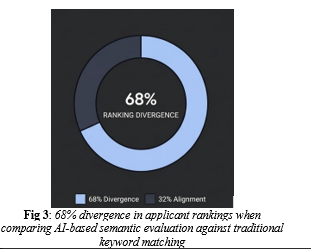 68%
RANKING DIVERGENCE
68% Divergence 32% Alignment
Fig 3: 68% divergence in applicant rankings when
comparing AI-based semantic evaluation against traditional
keyword matching